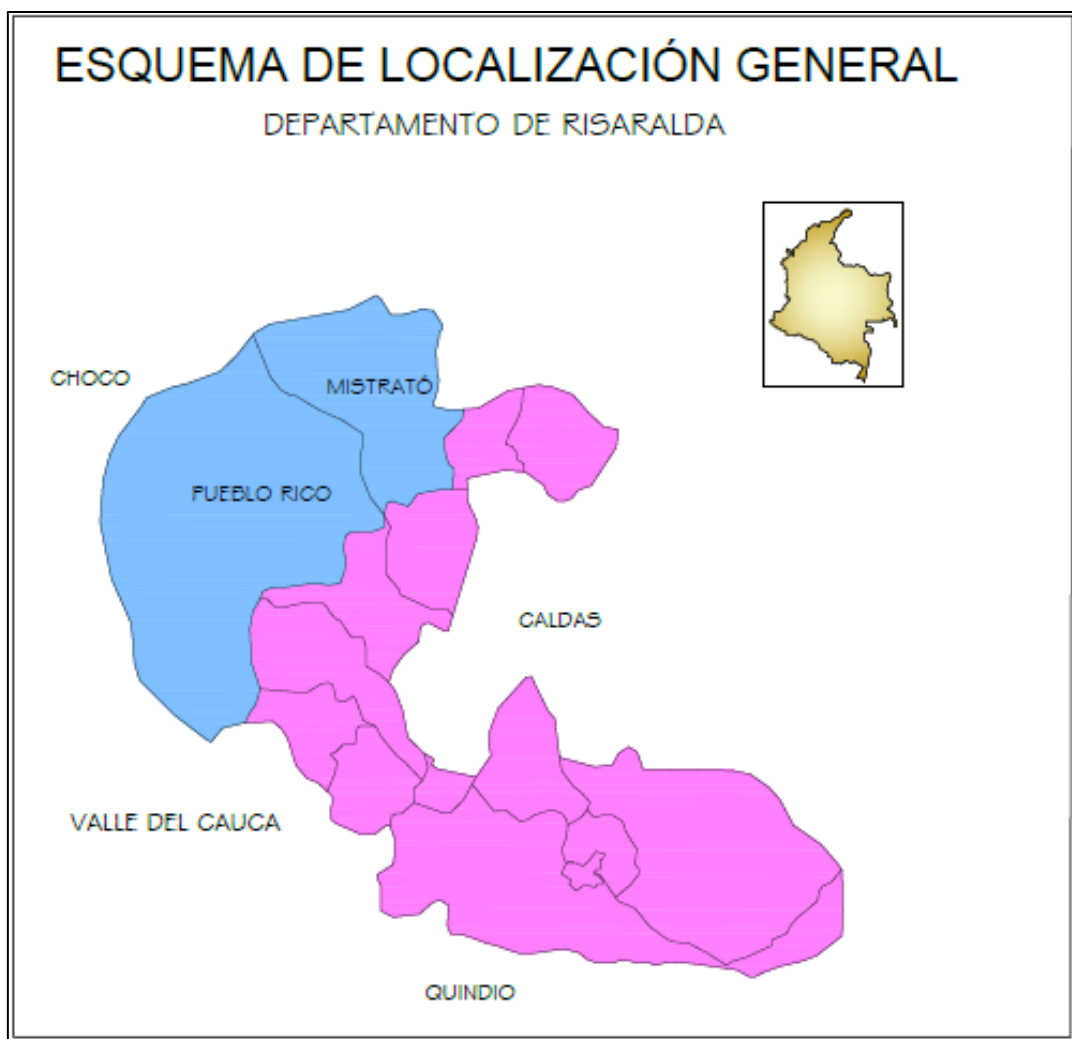 ESQUEMA DE LOCALIZACIÓN GENERAL
DEPARTAMENTO DE RISARALDA
CHOCO
MISTRATÓ
PUEBLO RICO
CALDAS
VALLE DEL CAUCA
QUINDIO